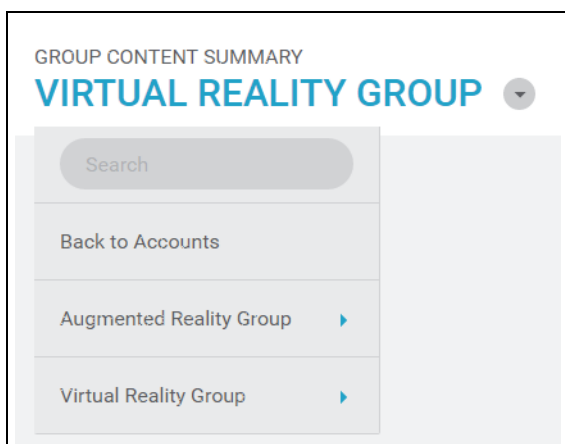 GROUP CONTENT SUMMARY
VIRTUAL REALITY GROUP
Search
Back to Accounts
Augmented Reality Group
Virtual Reality Group